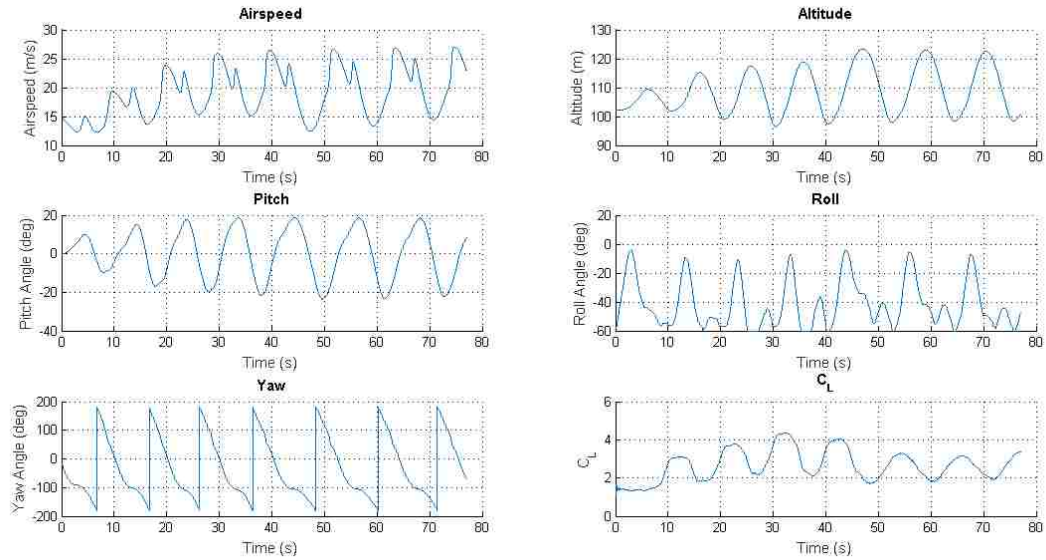 Airspeed
30
25
20
15
10
Airspeed (m/s)
0 10 20 30 40 50 60 70 80
Time (s)
Altitude
130
120
110
100
90
Altitude (m)
0 10 20 30 40 50 60 70 80
Time (s)
Pitch
20
0
-20
-40
Pitch Angle (deg)
0 10 20 30 40 50 60 70 80
Time (s)
Roll
20
0
-20
-40
-60
Roll Angle (deg)
0 10 20 30 40 50 60 70 80
Time (s)
Yaw
200
100
0
-100
-200
Yaw Angle (deg)
0 10 20 30 40 50 60 70 80
Time (s)
C_L
6
4
2
0
C_L
0 10 20 30 40 50 60 70 80
Time (s)